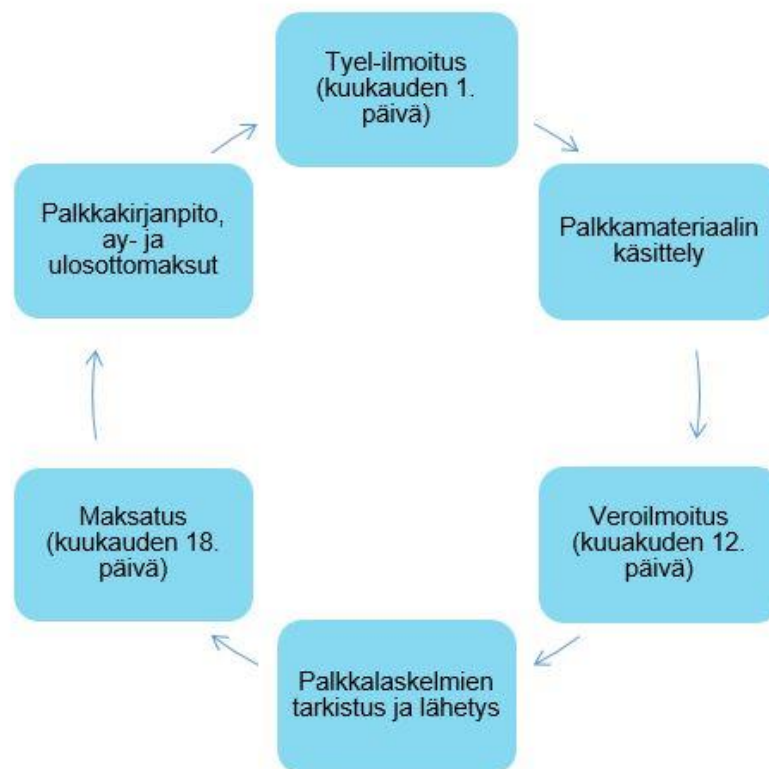 Tyel-ilmoitus
(kuukauden 1.
päivä)
Palkkamateriaalin
käsittely
Veroilmoitus
(kuuakuden 12.
päivä)
Palkkalaskelmien
tarkistus ja lähetys
Maksatus
(kuukauden 18.
päivä)
Palkkakirjanpito,
ay- ja
ulosottomaksut